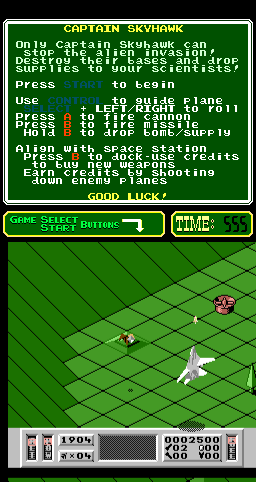 CAPTAIN SKYHAWK
Only Captain Skyhawk can
stop the alien invasion!
Destroy their bases and drop
supplies to your scientists!
Press START to begin
Use CONTROL to guide plane
SELECT + LEFT/RIGHT to roll
Press A to fire cannon
Press B to fire missile
Hold B to drop bomb/supply
Align with space station
Press B to dock-use credits
to buy new weapons
Earn credits by shooting
down enemy planes
GOOD LUCK!
GAME SELECT
START BUTTONS
TIME: 555
1904
×04
0002500
02 00
00 00